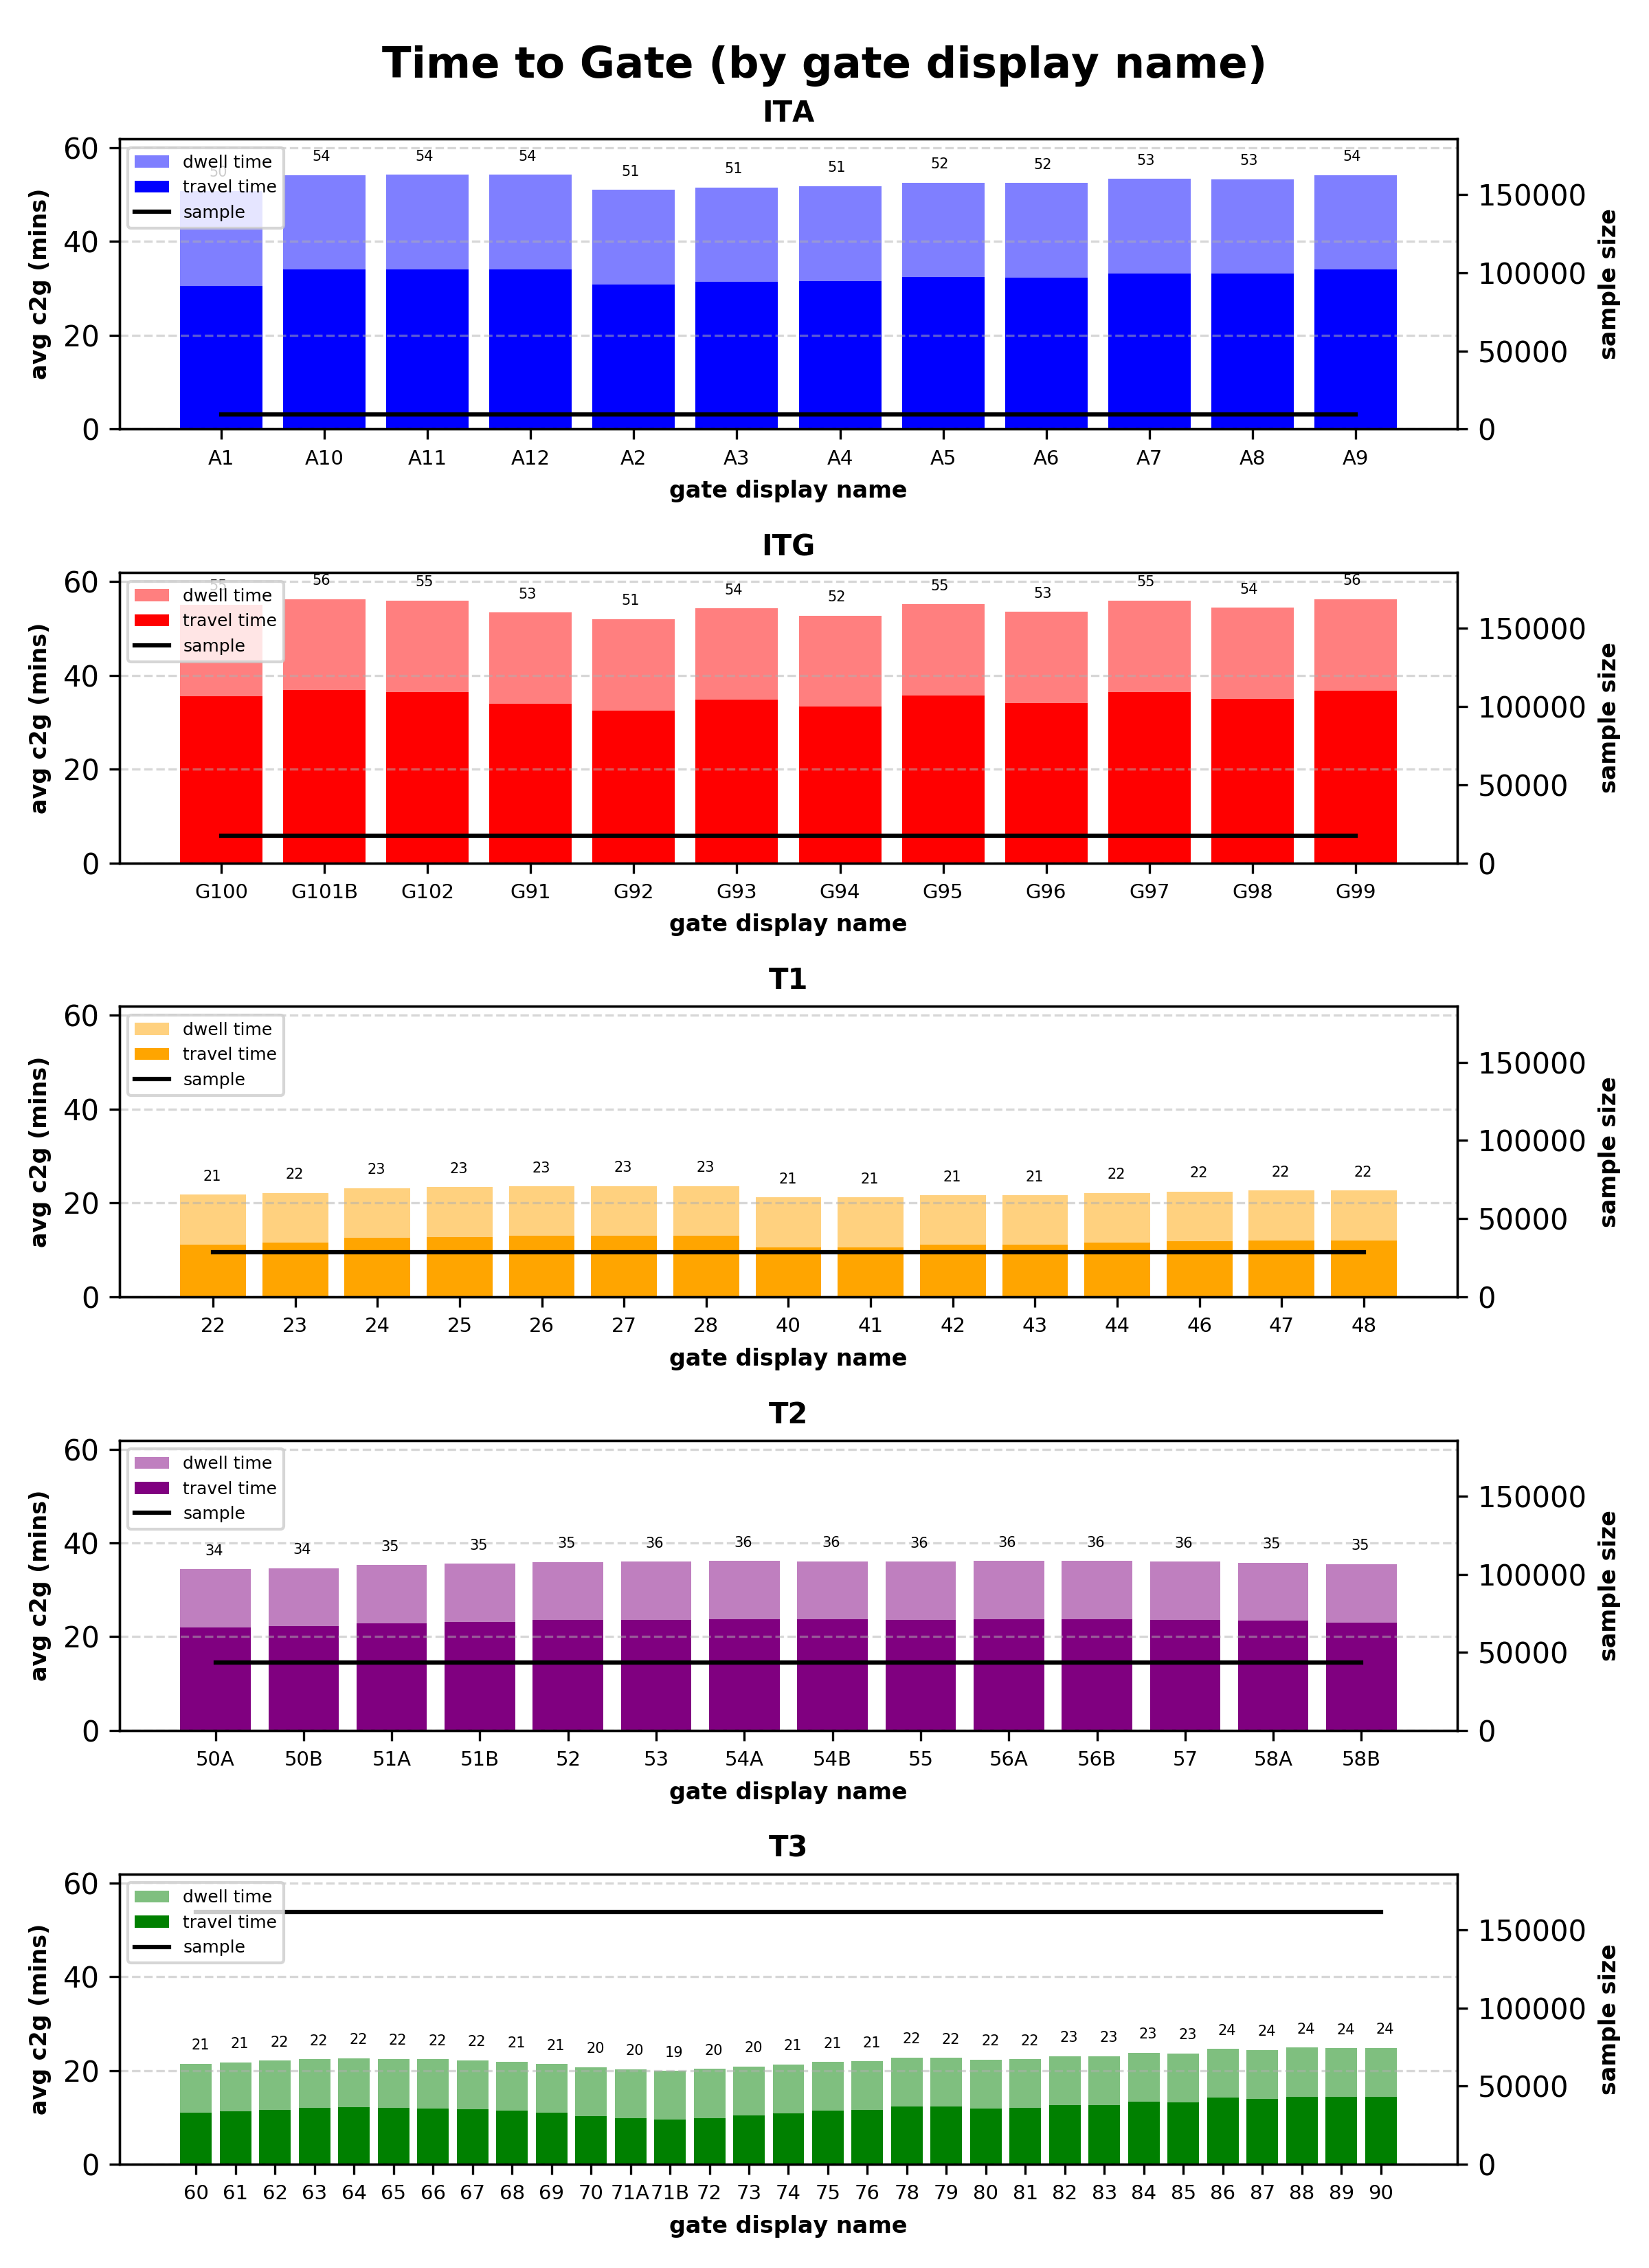 Time to Gate (by gate display name)
ITA
60
40
20
0
avg c2g (mins)
dwell time
travel time
sample
50 54 54 54 51 51 51 52 52 53 53 54
150000
100000
50000
0
sample size
A1 A10 A11 A12 A2 A3 A4 A5 A6 A7 A8 A9
gate display name
ITG
60
40
20
0
avg c2g (mins)
dwell time
travel time
sample
55 56 55 53 51 54 52 55 53 55 54 56
150000
100000
50000
0
sample size
G100 G101B G102 G91 G92 G93 G94 G95 G96 G97 G98 G99
gate display name
T1
60
40
20
0
avg c2g (mins)
dwell time
travel time
sample
21 22 23 23 23 23 23 21 21 21 21 22 22 22 22
150000
100000
50000
0
sample size
22 23 24 25 26 27 28 40 41 42 43 44 46 47 48
gate display name
T2
60
40
20
0
avg c2g (mins)
dwell time
travel time
sample
34 34 35 35 35 36 36 36 36 36 36 36 35 35
150000
100000
50000
0
sample size
50A 50B 51A 51B 52 53 54A 54B 55 56A 56B 57 58A 58B
gate display name
T3
60
40
20
0
avg c2g (mins)
dwell time
travel time
sample
21 21 22 22 22 22 22 22 21 21 20 20 19 20 20 21 21 21 22 22 22 22 23 23 23 23 24 24 24 24 24
150000
100000
50000
0
sample size
60 61 62 63 64 65 66 67 68 69 70 71A 71B 72 73 74 75 76 78 79 80 81 82 83 84 85 86 87 88 89 90
gate display name